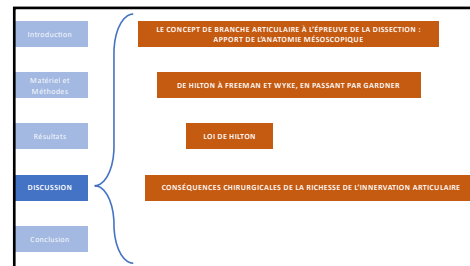 Introduction
LE CONCEPT DE BRANCHE ARTICULAIRE À L'ÉPREUVE DE LA DISSECTION :
APPORT DE L'ANATOMIE MÉSOSCOPIQUE
Matériel et
Méthodes
DE HILTON À FREEMAN ET WYKE, EN PASSANT PAR GARDNER
Résultats
LOI DE HILTON
DISCUSSION
CONSÉQUENCES CHIRURGICALES DE LA RICHESSE DE L'INNERVATION ARTICULAIRE
Conclusion